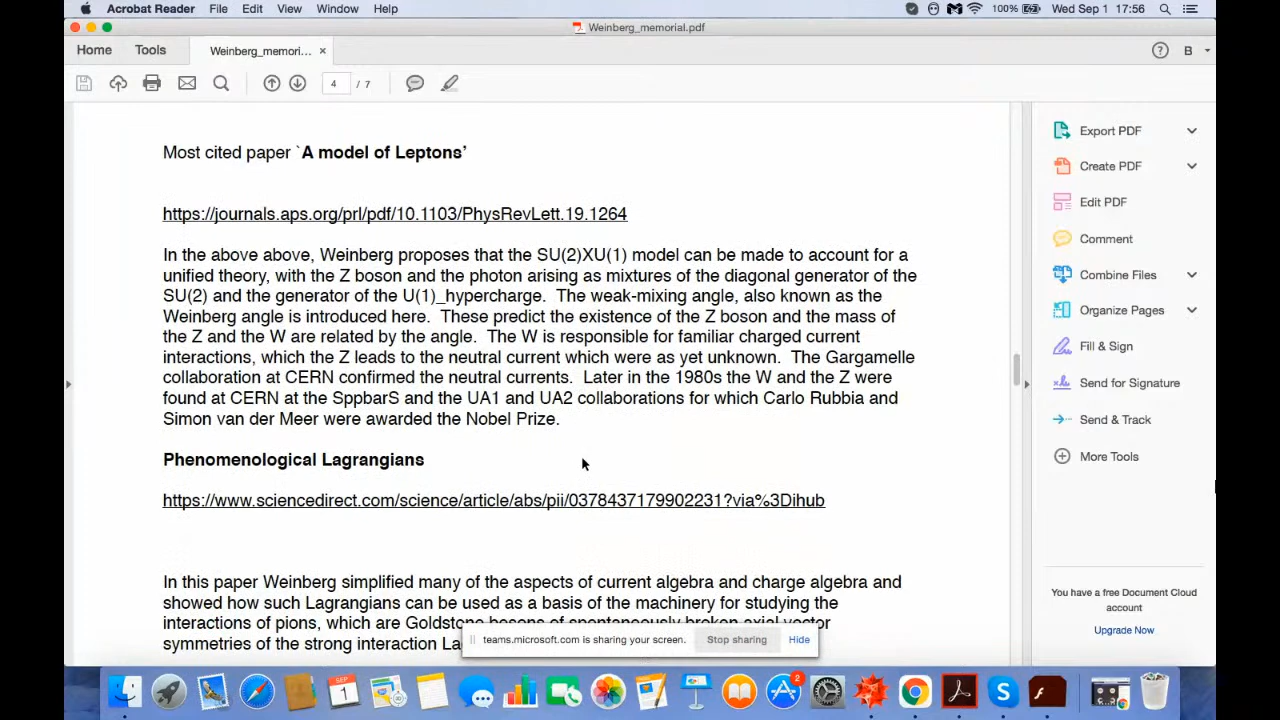 Acrobat Reader File Edit View Window Help 100% Wed Sep 1 17:56
Weinberg_memorial.pdf
Home Tools Weinberg_memori... × ? B
4 / 7
Most cited paper `A model of Leptons’
https://journals.aps.org/prl/pdf/10.1103/PhysRevLett.19.1264
In the above above, Weinberg proposes that the SU(2)XU(1) model can be made to account for a
unified theory, with the Z boson and the photon arising as mixtures of the diagonal generator of the
SU(2) and the generator of the U(1)_hypercharge. The weak-mixing angle, also known as the
Weinberg angle is introduced here. These predict the existence of the Z boson and the mass of
the Z and the W are related by the angle. The W is responsible for familiar charged current
interactions, which the Z leads to the neutral current which were as yet unknown. The Gargamelle
collaboration at CERN confirmed the neutral currents. Later in the 1980s the W and the Z were
found at CERN at the SppbarS and the UA1 and UA2 collaborations for which Carlo Rubbia and
Simon van der Meer were awarded the Nobel Prize.
Phenomenological Lagrangians
https://www.sciencedirect.com/science/article/abs/pii/0378437179902231?via%3Dihub
In this paper Weinberg simplified many of the aspects of current algebra and charge algebra and
showed how such Lagrangians can be used as a basis of the machinery for studying the
interactions of pions, which are Goldstone bosons of spontaneously broken axial vector
symmetries of the strong interaction La
teams.microsoft.com is sharing your screen. Stop sharing Hide
Export PDF
Create PDF
Edit PDF
Comment
Combine Files
Organize Pages
Fill & Sign
Send for Signature
Send & Track
More Tools
You have a free Document Cloud
account
Upgrade Now
SEP
1
2